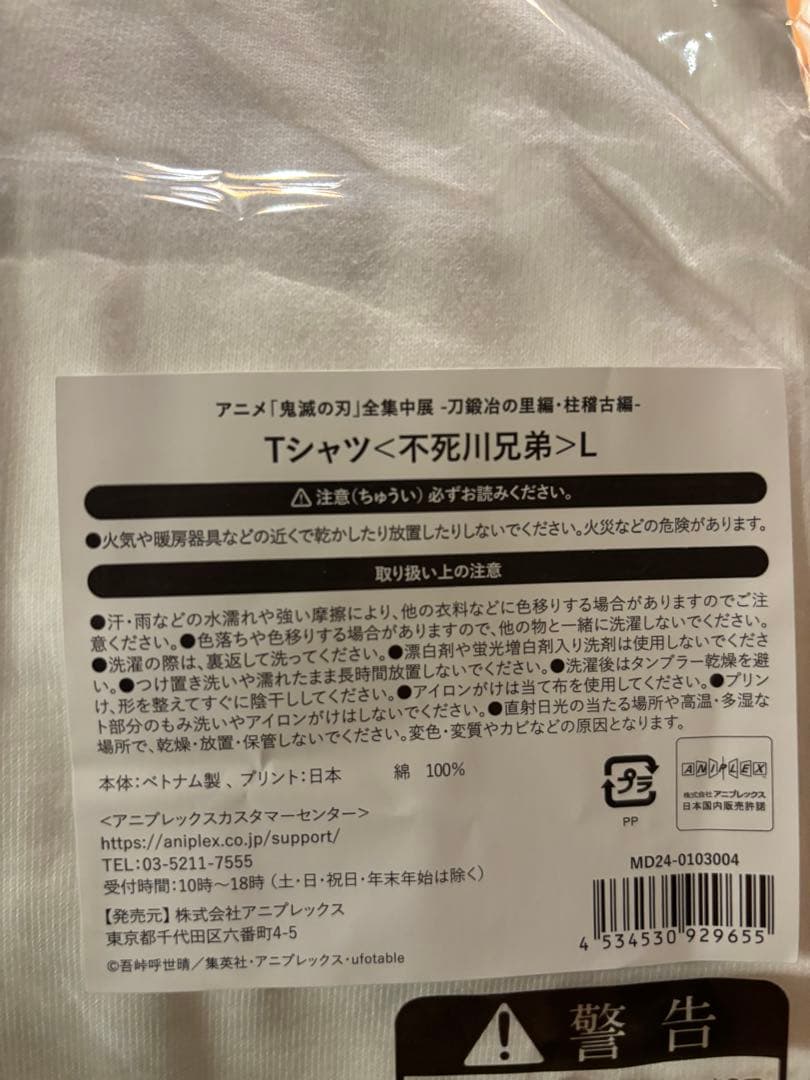 アニメ「鬼滅の刃」全集中展 -刀鍛冶の里編・柱稽古編-
Tシャツ<不死川兄弟>L
注意(ちゅうい)必ずお読みください。
●火気や暖房器具などの近くで乾かしたり放置したりしないでください。火災などの危険があります。
取り扱い上の注意
●汗・雨などの水濡れや強い摩擦により、他の衣料などに色移りする場合がありますのでご注
意ください。●色落ちや色移りする場合がありますので、他の物と一緒に洗濯しないでください。
●洗濯の際は、裏返して洗ってください。●漂白剤や蛍光増白剤入り洗剤は使用しないでくださ
い。●つけ置き洗いや濡れたまま長時間放置しないでください。●洗濯後はタンブラー乾燥を避
け、形を整えてすぐに陰干ししてください。●アイロンがけは当て布を使用してください。●プリン
ト部分のもみ洗いやアイロンがけはしないでください。●直射日光の当たる場所や高温・多湿な
場所で、乾燥・放置・保管しないでください。変色・変質やカビなどの原因となります。
本体:ベトナム製、プリント:日本 綿 100%
<アニプレックスカスタマーセンター>
https://aniplex.co.jp/support/
TEL:03-5211-7555
受付時間:10時〜18時(土・日・祝日・年末年始は除く)
【発売元】株式会社アニプレックス
東京都千代田区六番町4-5
©吾峠呼世晴/集英社・アニプレックス・ufotable
プラ
PP
ANIPLEX
株式会社アニプレックス
日本国内販売許諾
MD24-0103004
4 534530 929655
警告